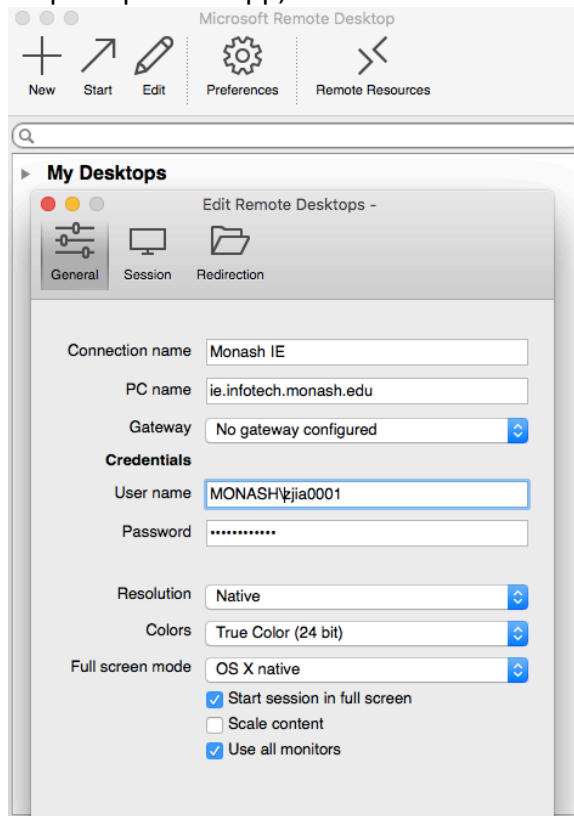 Microsoft Remote Desktop
New Start Edit Preferences Remote Resources
My Desktops
Edit Remote Desktops -
General Session Redirection
Connection name Monash IE
PC name ie.infotech.monash.edu
Gateway No gateway configured
Credentials
User name MONASH\zjia0001
Password ••••••••••••
Resolution Native
Colors True Color (24 bit)
Full screen mode OS X native
Start session in full screen
Scale content
Use all monitors